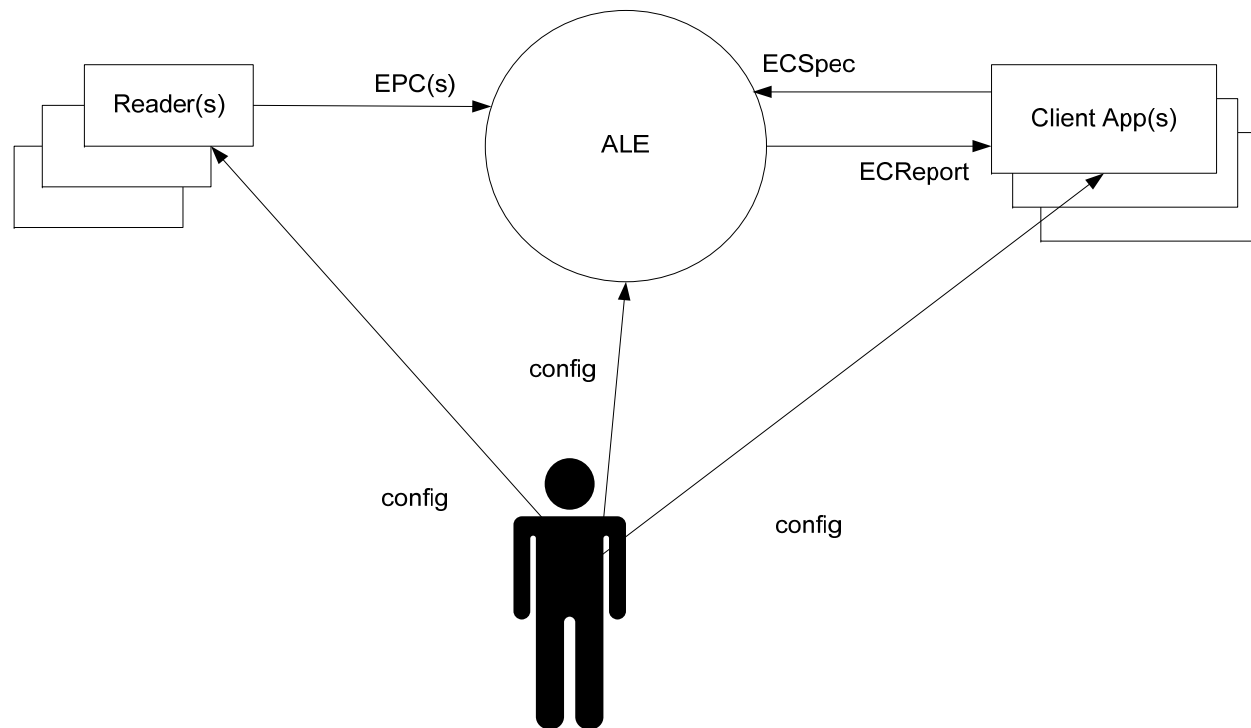 EPC(s)
ECSpec
Reader(s)
ALE
Client App(s)
ECReport
config
config
config